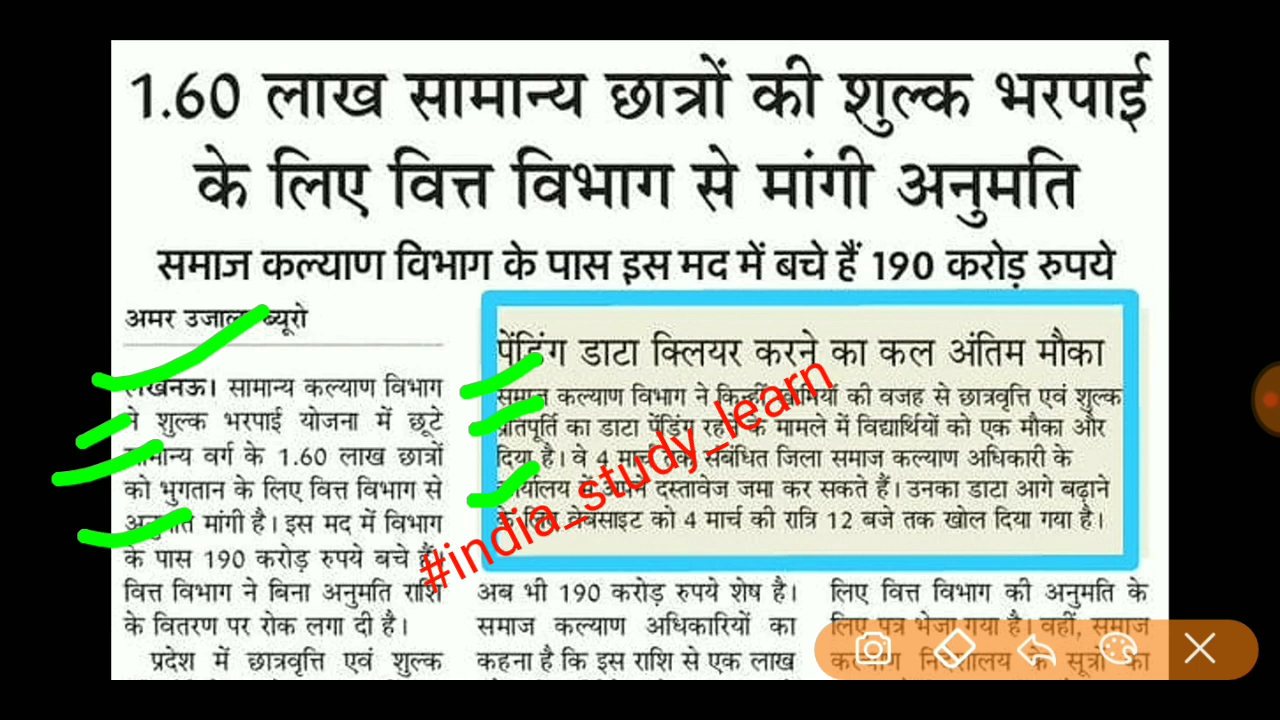 1.60 लाख सामान्य छात्रों की शुल्क भरपाई
के लिए वित्त विभाग से मांगी अनुमति
समाज कल्याण विभाग के पास इस मद में बचे हैं 190 करोड़ रुपये
अमर उजाला ब्यूरो
लखनऊ। सामान्य कल्याण विभाग
ने शुल्क भरपाई योजना में छूटे
सामान्य वर्ग के 1.60 लाख छात्रों
को भुगतान के लिए वित्त विभाग से
अनुमति मांगी है। इस मद में विभाग
के पास 190 करोड़ रुपये बचे हैं।
वित्त विभाग ने बिना अनुमति राशि
के वितरण पर रोक लगा दी है।
प्रदेश में छात्रवृत्ति एवं शुल्क
पेंडिंग डाटा क्लियर करने का कल अंतिम मौका
समाज कल्याण विभाग ने किन्हीं खामियों की वजह से छात्रवृत्ति एवं शुल्क
प्रतिपूर्ति का डाटा पेंडिंग रहने के मामले में विद्यार्थियों को एक मौका और
दिया है। वे 4 मार्च तक संबंधित जिला समाज कल्याण अधिकारी के
कार्यालय में अपने दस्तावेज जमा कर सकते हैं। उनका डाटा आगे बढ़ाने
के लिए वेबसाइट को 4 मार्च की रात्रि 12 बजे तक खोल दिया गया है।
#india_study_learn
अब भी 190 करोड़ रुपये शेष है।
समाज कल्याण अधिकारियों का
कहना है कि इस राशि से एक लाख
लिए वित्त विभाग की अनुमति के
लिए पत्र भेजा गया है। वहीं, समाज
कल्याण निदेशालय के सूत्रों का